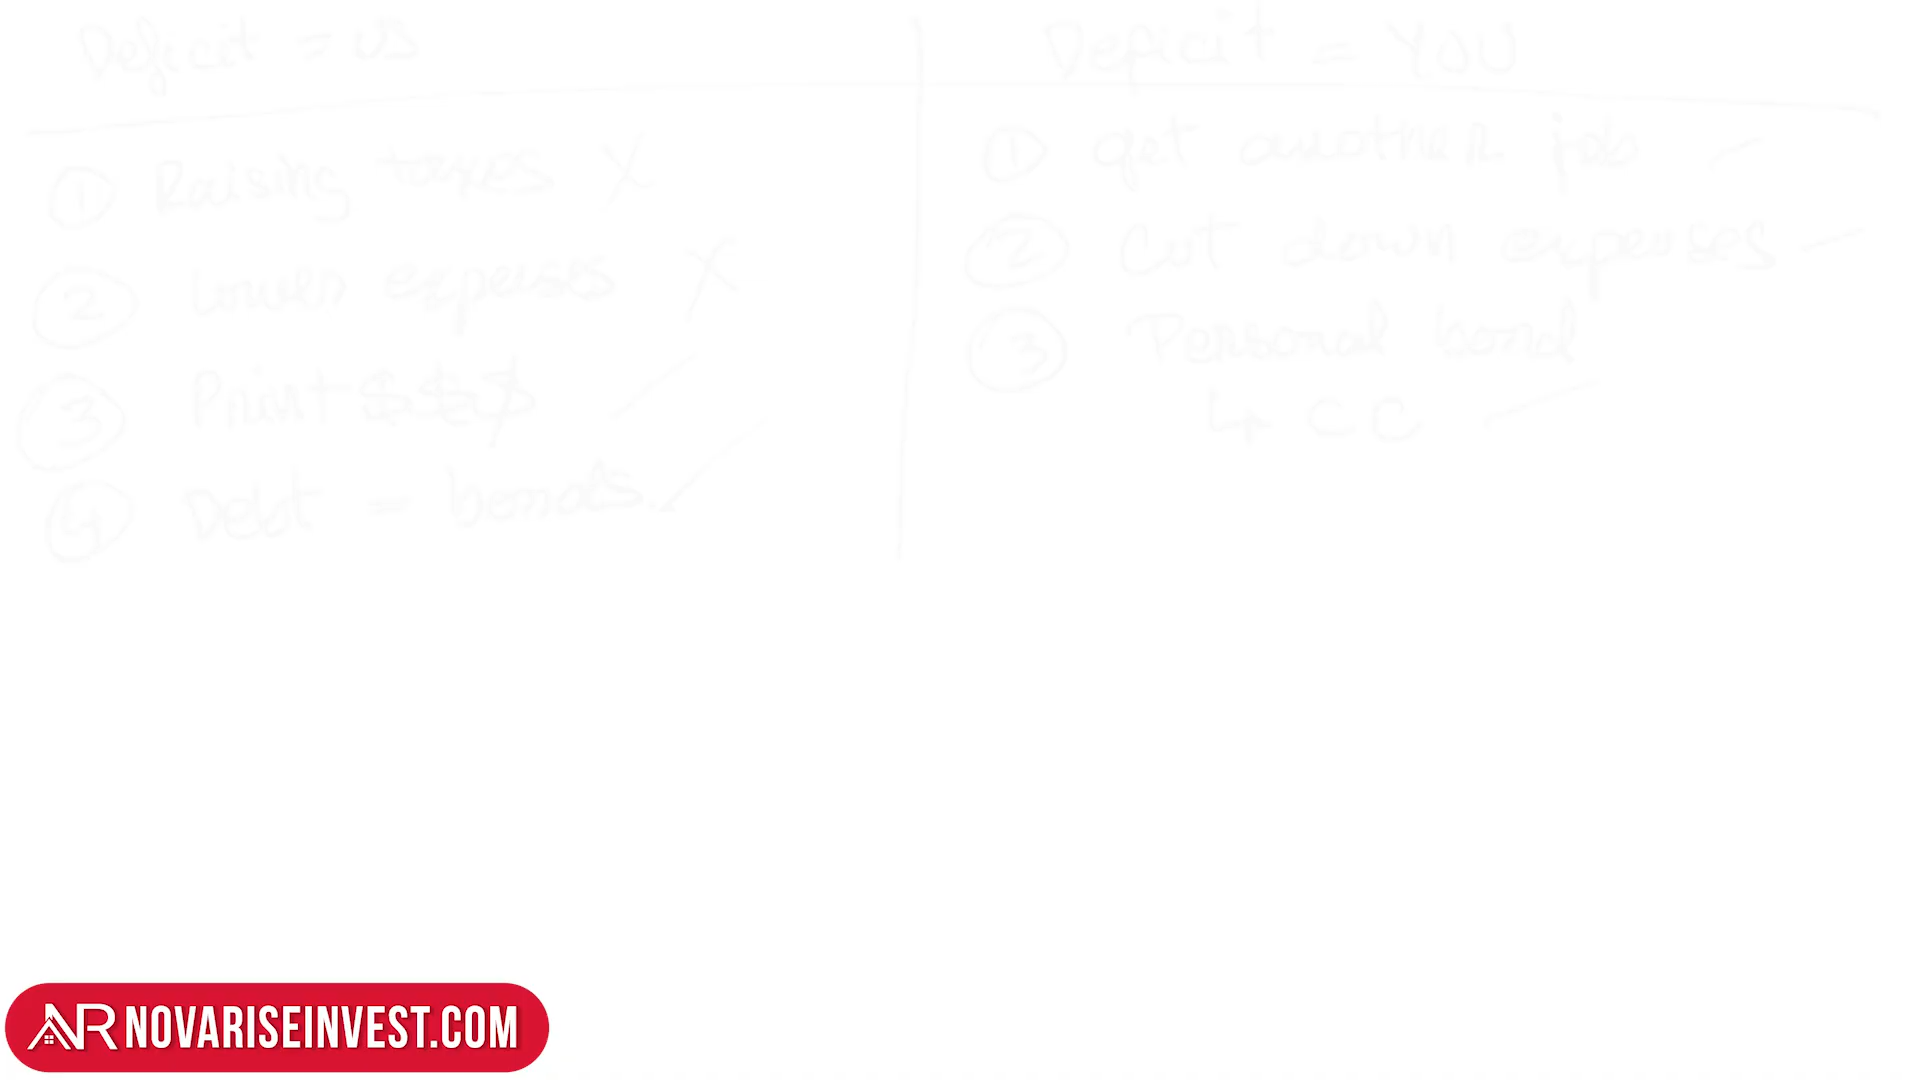 Deficit = US
① Raising taxes X
② Lower expenses X
③ Print $$$
④ Debt = bonds.
Deficit = YOU
① get another job
② Cut down expenses
③ Personal bond
↳ CC
NR NOVARISEINVEST.COM